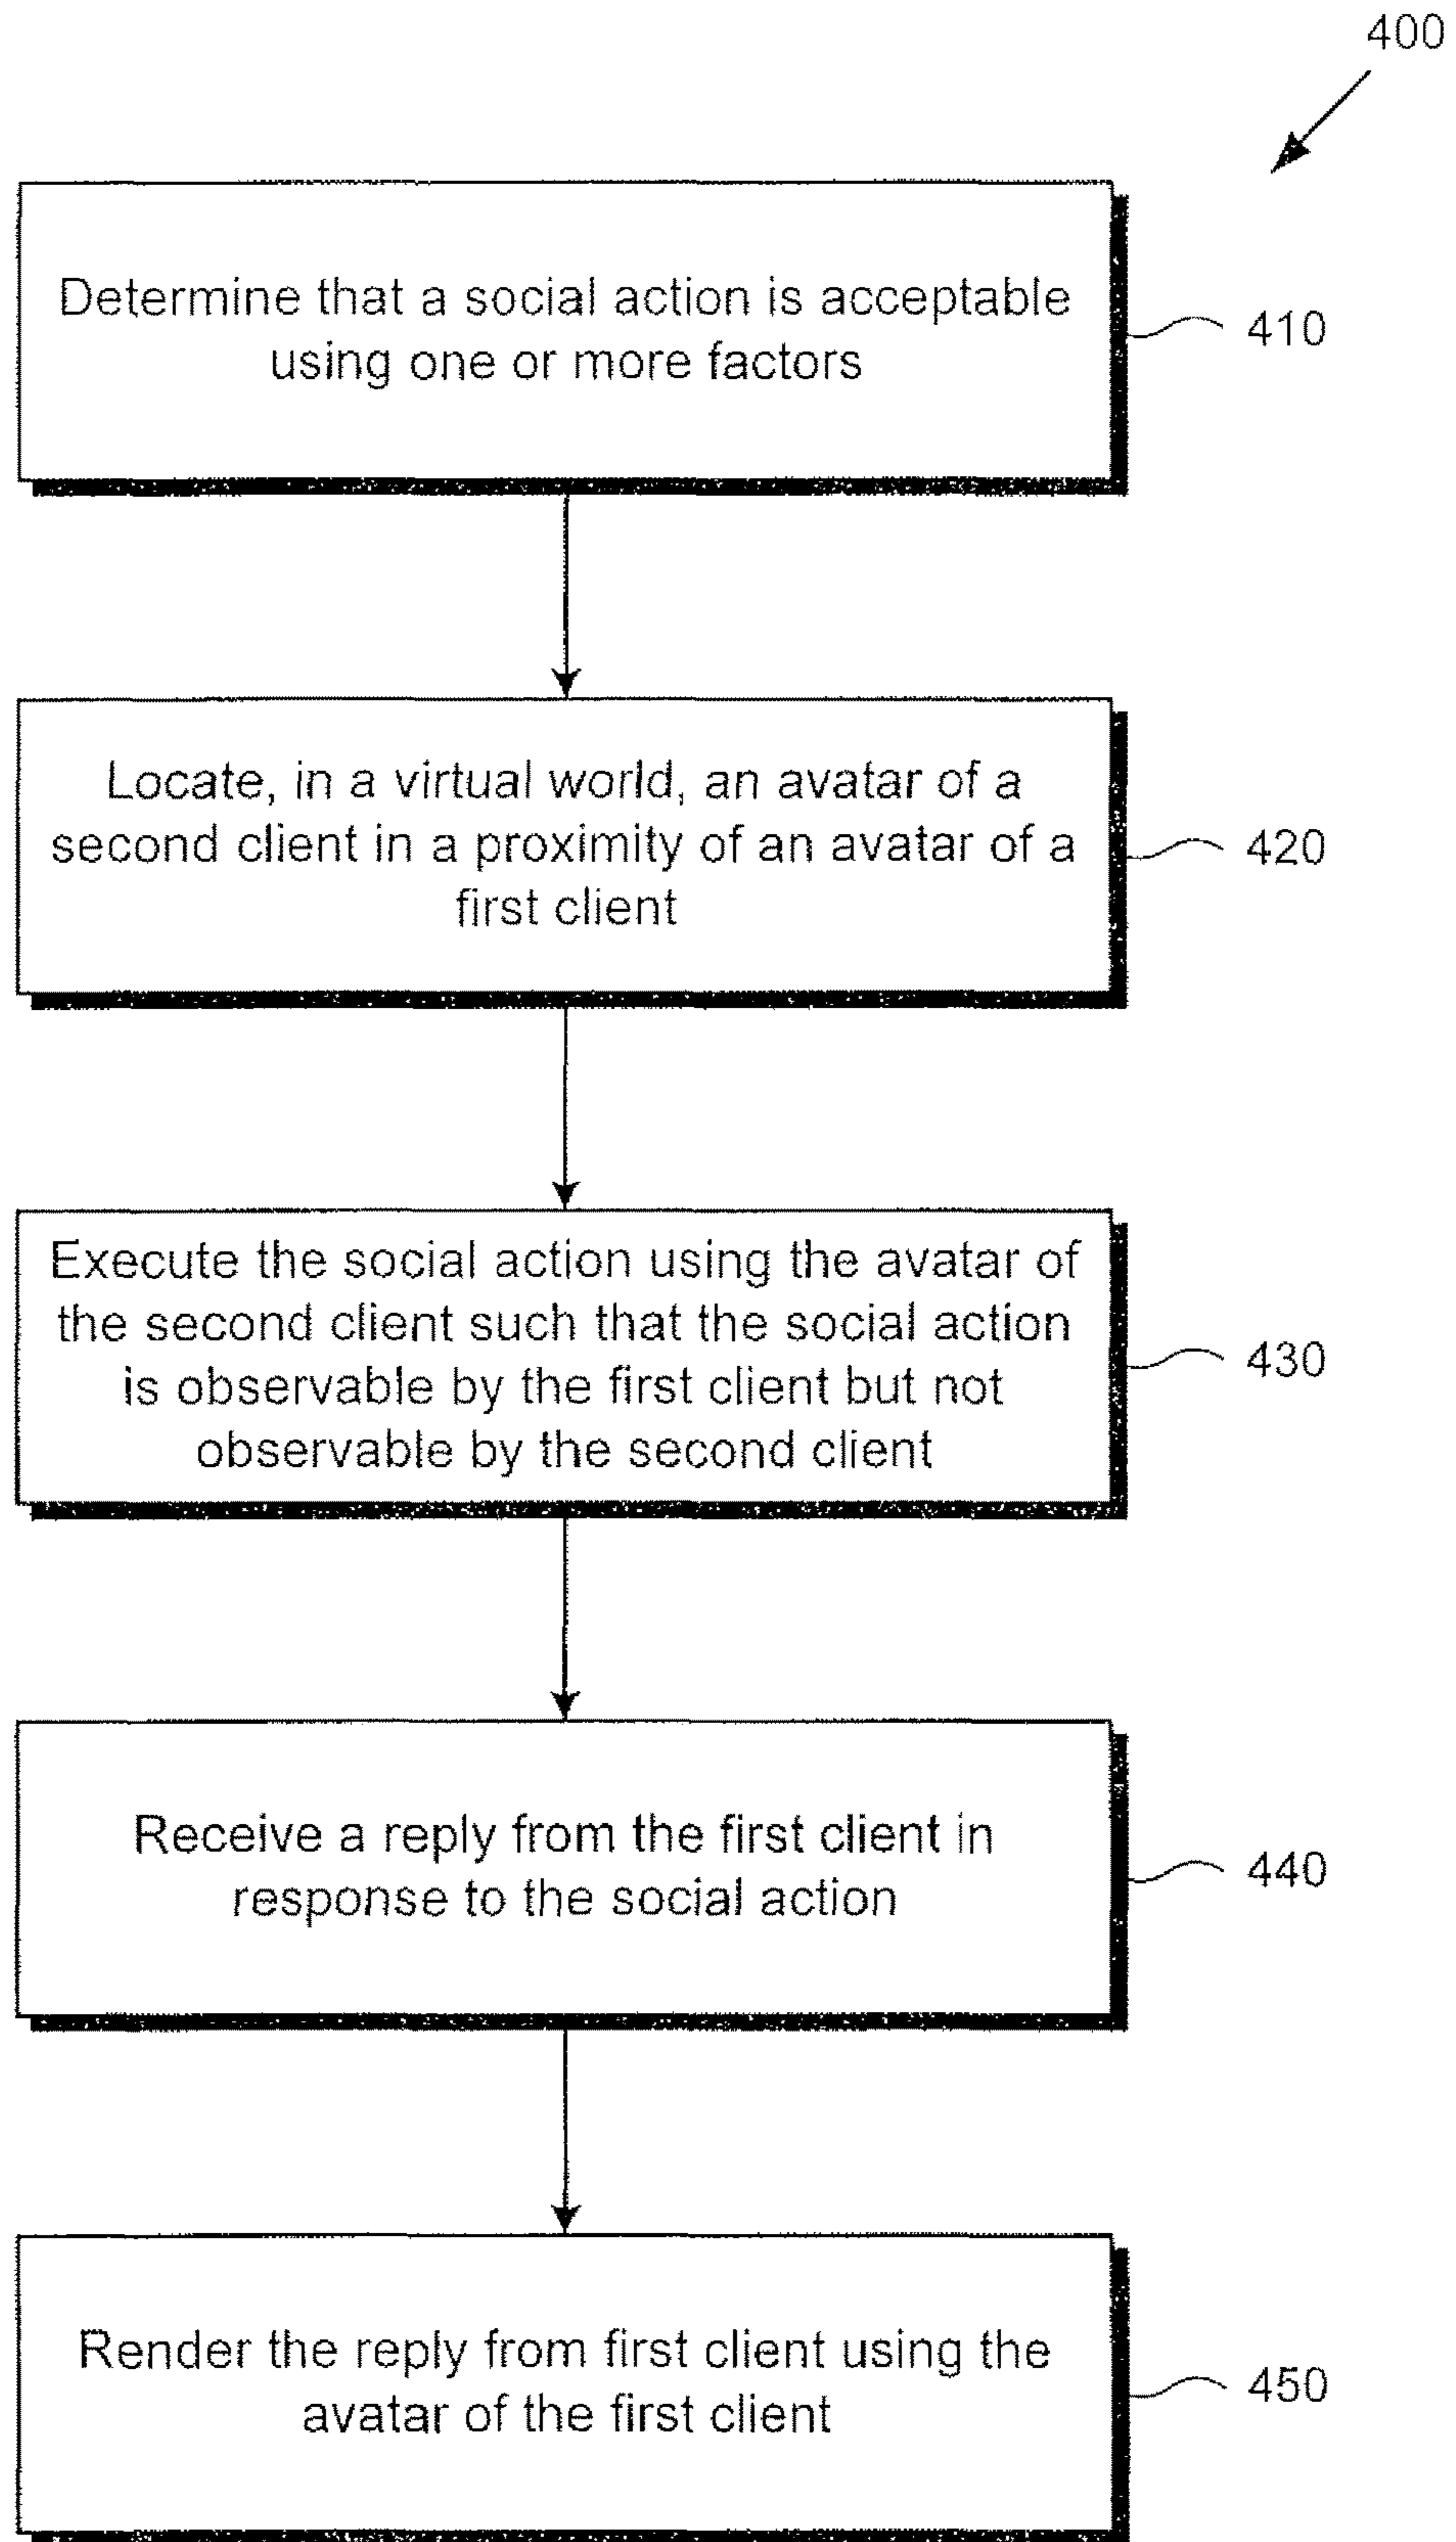 400
Determine that a social action is acceptable
using one or more factors
410
Locate, in a virtual world, an avatar of a
second client in a proximity of an avatar of a
first client
420
Execute the social action using the avatar of
the second client such that the social action
is observable by the first client but not
observable by the second client
430
Receive a reply from the first client in
response to the social action
440
Render the reply from first client using the
avatar of the first client
450